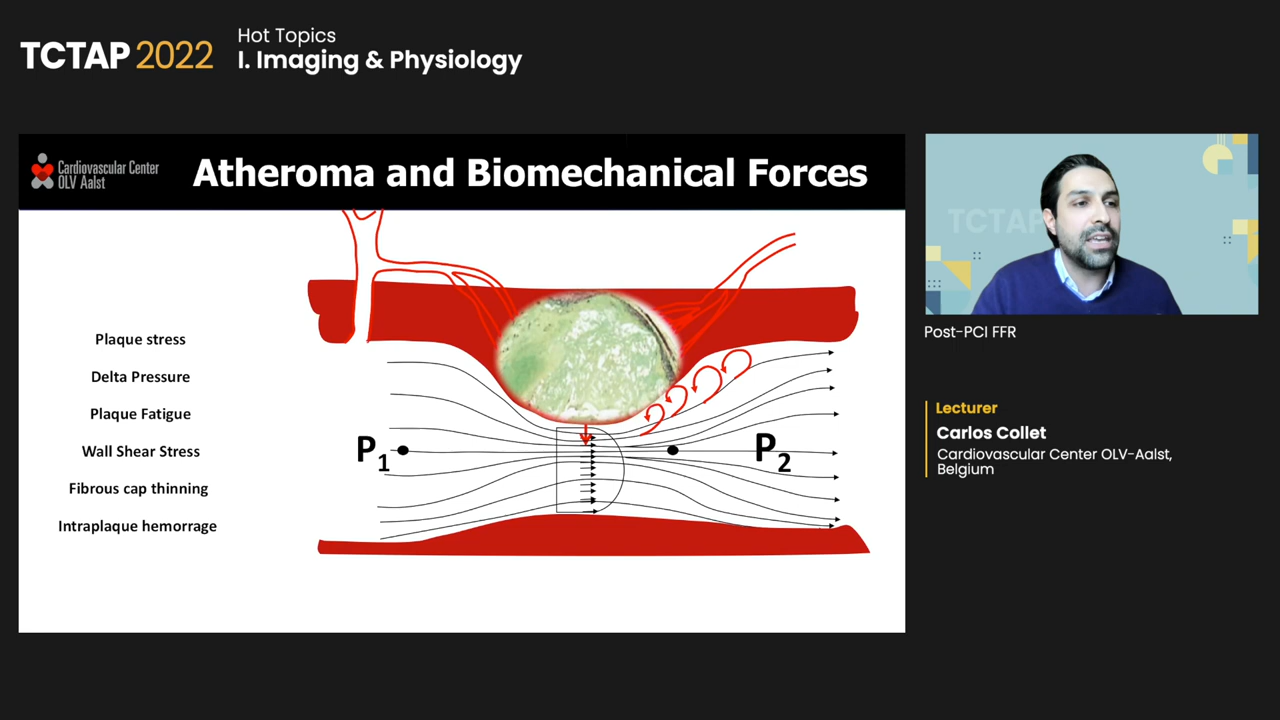 TCTAP 2022
Hot Topics
I. Imaging & Physiology
Cardiovascular Center
OLV Aalst
Atheroma and Biomechanical Forces
Plaque stress
Delta Pressure
Plaque Fatigue
Wall Shear Stress
Fibrous cap thinning
Intraplaque hemorrage
P1
P2
TCTAP
Post-PCI FFR
Lecturer
Carlos Collet
Cardiovascular Center OLV-Aalst,
Belgium